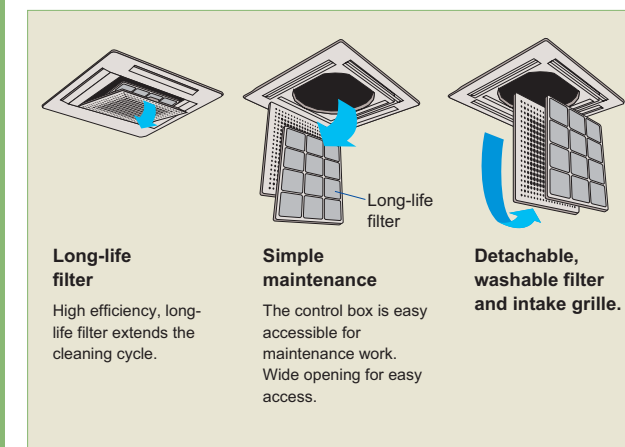 Long-life
filter
Long-life
filter
High efficiency, long-
life filter extends the
cleaning cycle.
Simple
maintenance
The control box is easy
accessible for
maintenance work.
Wide opening for easy
access.
Detachable,
washable filter
and intake grille.